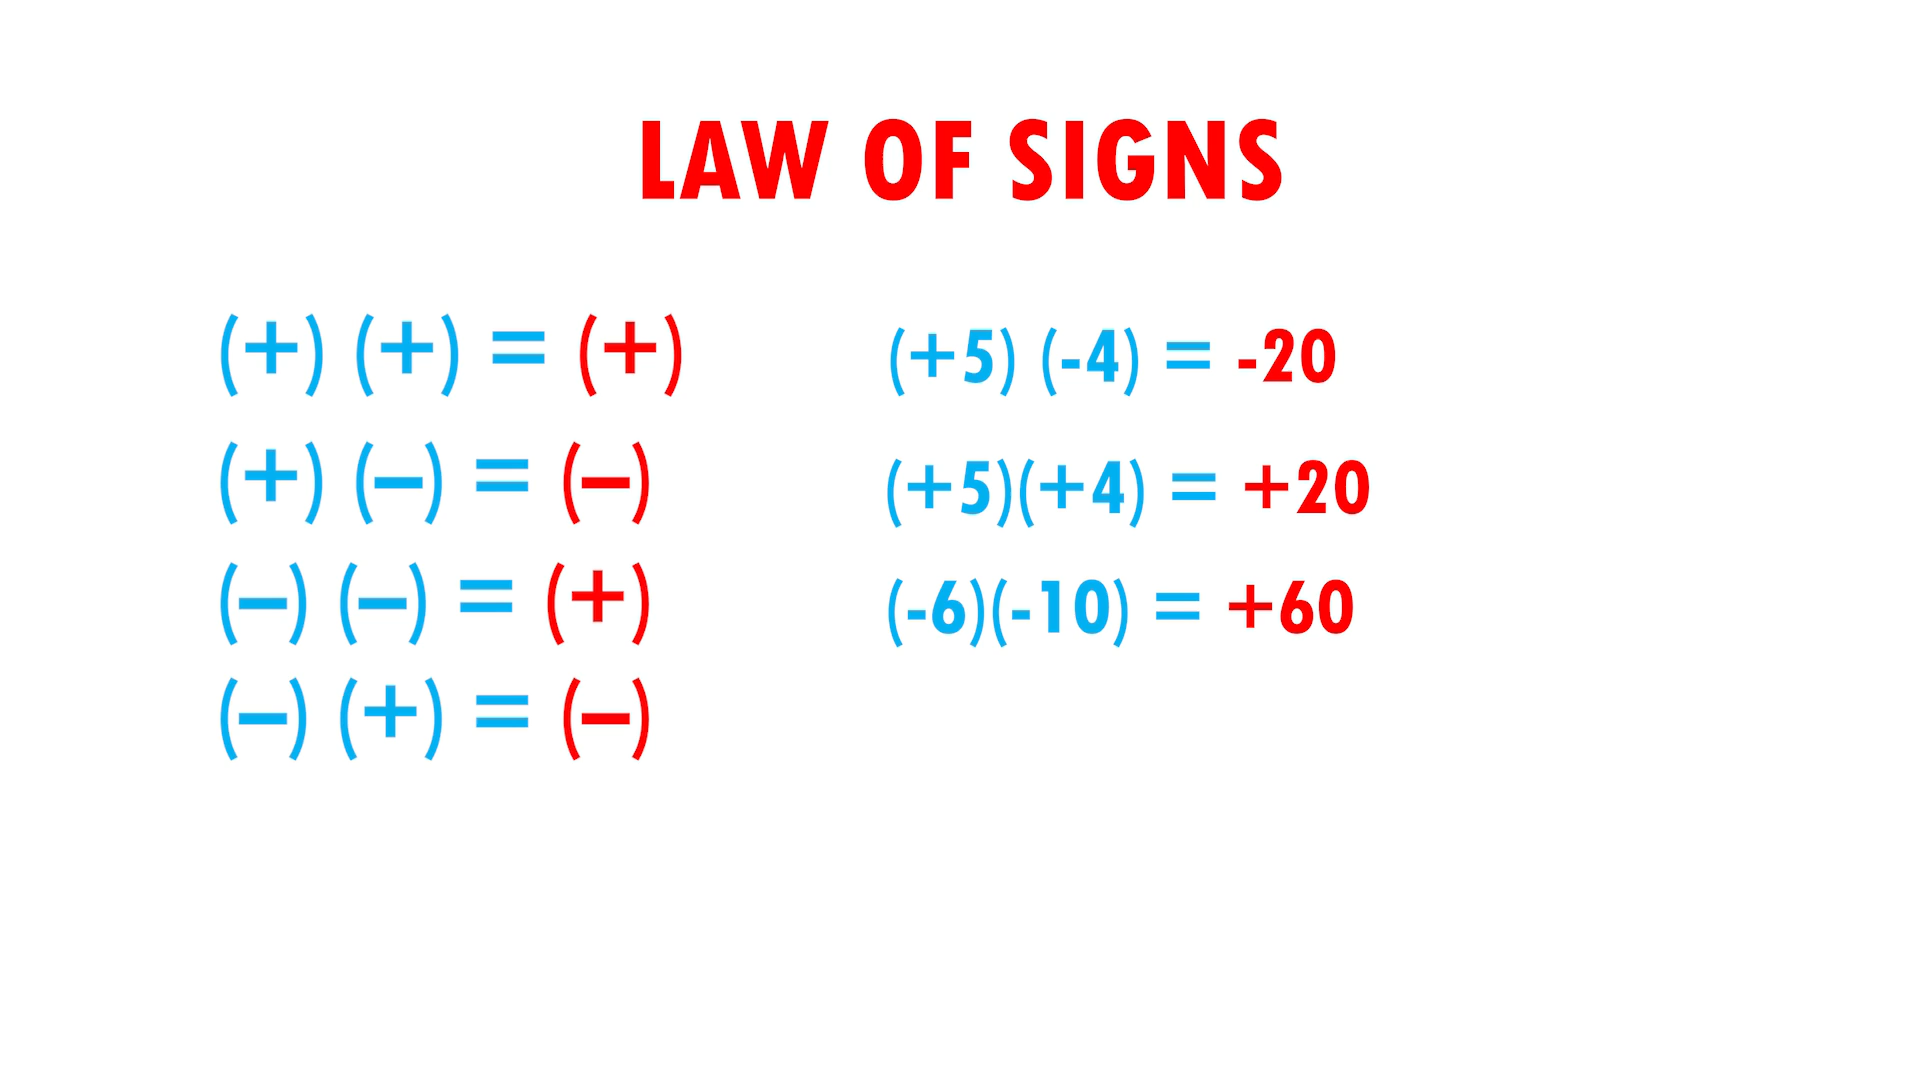 LAW OF SIGNS
(+) (+) = (+)
(+) (–) = (–)
(–) (–) = (+)
(–) (+) = (–)
(+5) (-4) = -20
(+5)(+4) = +20
(-6)(-10) = +60